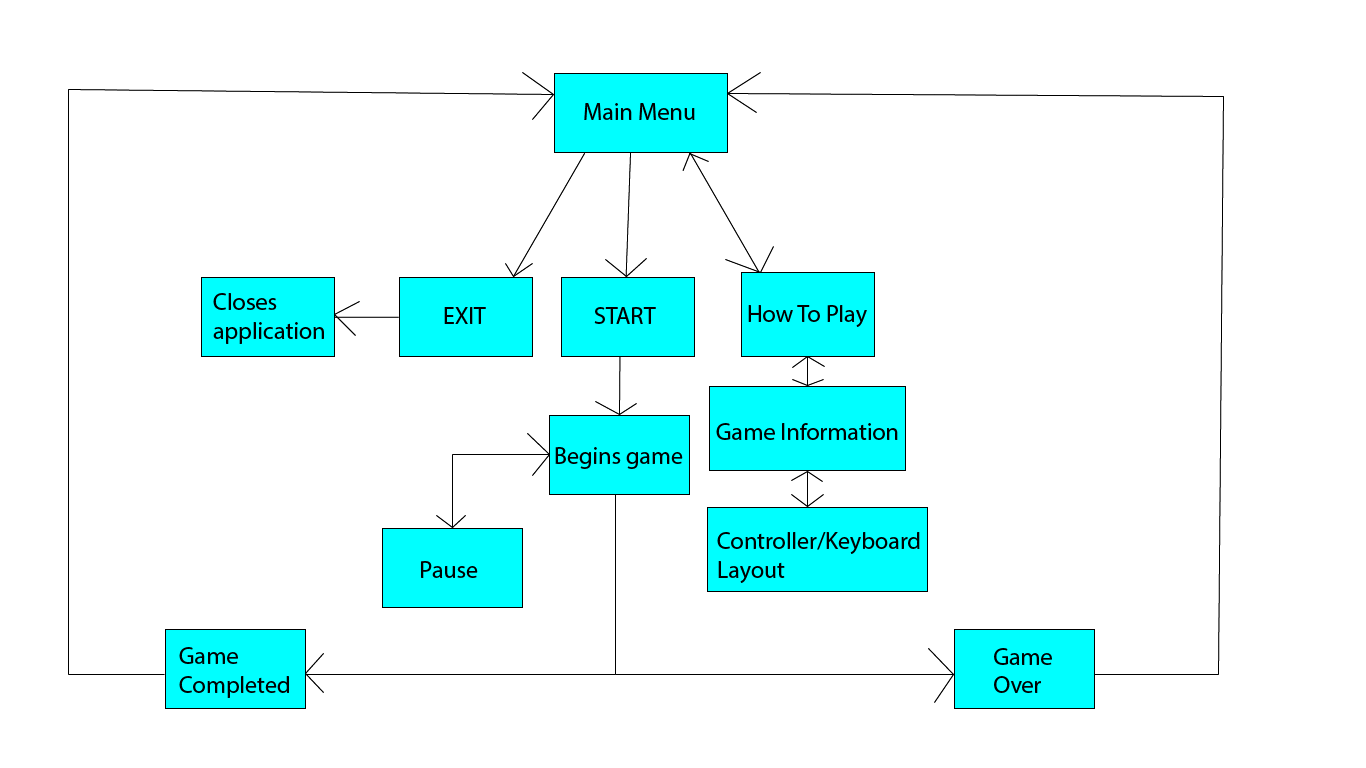 Main Menu
Closes
application
EXIT
START
How To Play
Begins game
Game Information
Pause
Controller/Keyboard
Layout
Game
Completed
Game
Over